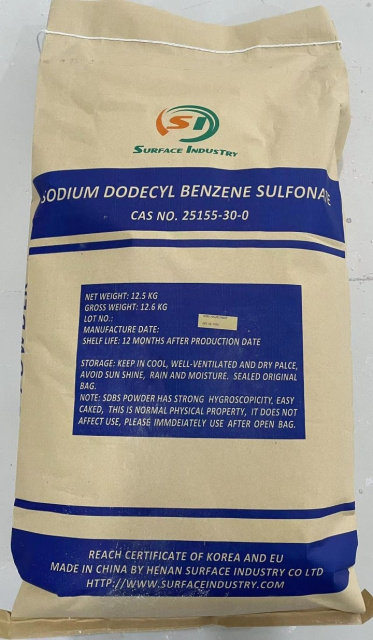 SI
SURFACE INDUSTRY
SODIUM DODECYL BENZENE SULFONATE
CAS NO. 25155-30-0
NET WEIGHT: 12.5 KG
GROSS WEIGHT: 12.6 KG
LOT NO.:
MANUFACTURE DATE:
SHELF LIFE: 12 MONTHS AFTER PRODUCTION DATE
STORAGE: KEEP IN COOL, WELL-VENTILATED AND DRY PALCE,
AVOID SUN SHINE, RAIN AND MOISTURE. SEALED ORIGINAL
BAG.
NOTE: SDBS POWDER HAS STRONG HYGROSCOPICITY, EASY
CAKED, THIS IS NORMAL PHYSICAL PROPERTY, IT DOES NOT
AFFECT USE, PLEASE IMMDEIATELY USE AFTER OPEN BAG.
REACH CERTIFICATE OF KOREA AND EU
MADE IN CHINA BY HENAN SURFACE INDUSTRY CO LTD
HTTP://WWW.SURFACEINDUSTRY.COM